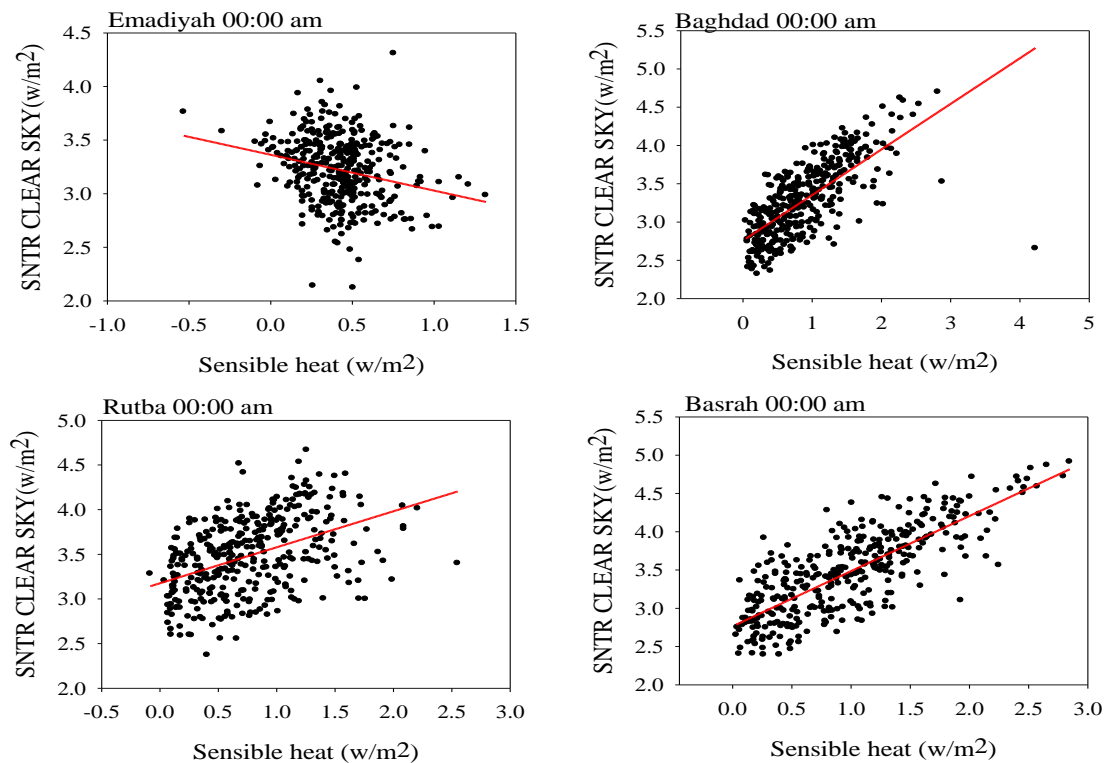 Emadiyah 00:00 am
SNTR CLEAR SKY(w/m2)
4.5
4.0
3.5
3.0
2.5
2.0
-1.0 -0.5 0.0 0.5 1.0 1.5
Sensible heat (w/m2)
Baghdad 00:00 am
SNTR CLEAR SKY(w/m2)
5.5
5.0
4.5
4.0
3.5
3.0
2.5
2.0
0 1 2 3 4 5
Sensible heat (w/m2)
Rutba 00:00 am
SNTR CLEAR SKY(w/m2)
5.0
4.5
4.0
3.5
3.0
2.5
2.0
-0.5 0.0 0.5 1.0 1.5 2.0 2.5 3.0
Sensible heat (w/m2)
Basrah 00:00 am
SNTR CLEAR SKY(w/m2)
5.5
5.0
4.5
4.0
3.5
3.0
2.5
2.0
0.0 0.5 1.0 1.5 2.0 2.5 3.0
Sensible heat (w/m2)